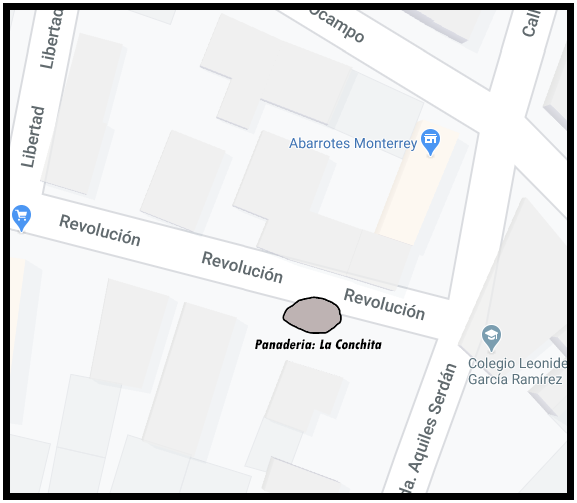 Ocampo
Call
Libertad
Libertad
Abarrotes Monterrey
Revolución
Revolución
Revolución
Panaderia: La Conchita
Colegio Leonide
García Ramírez
da. Aquiles Serdán